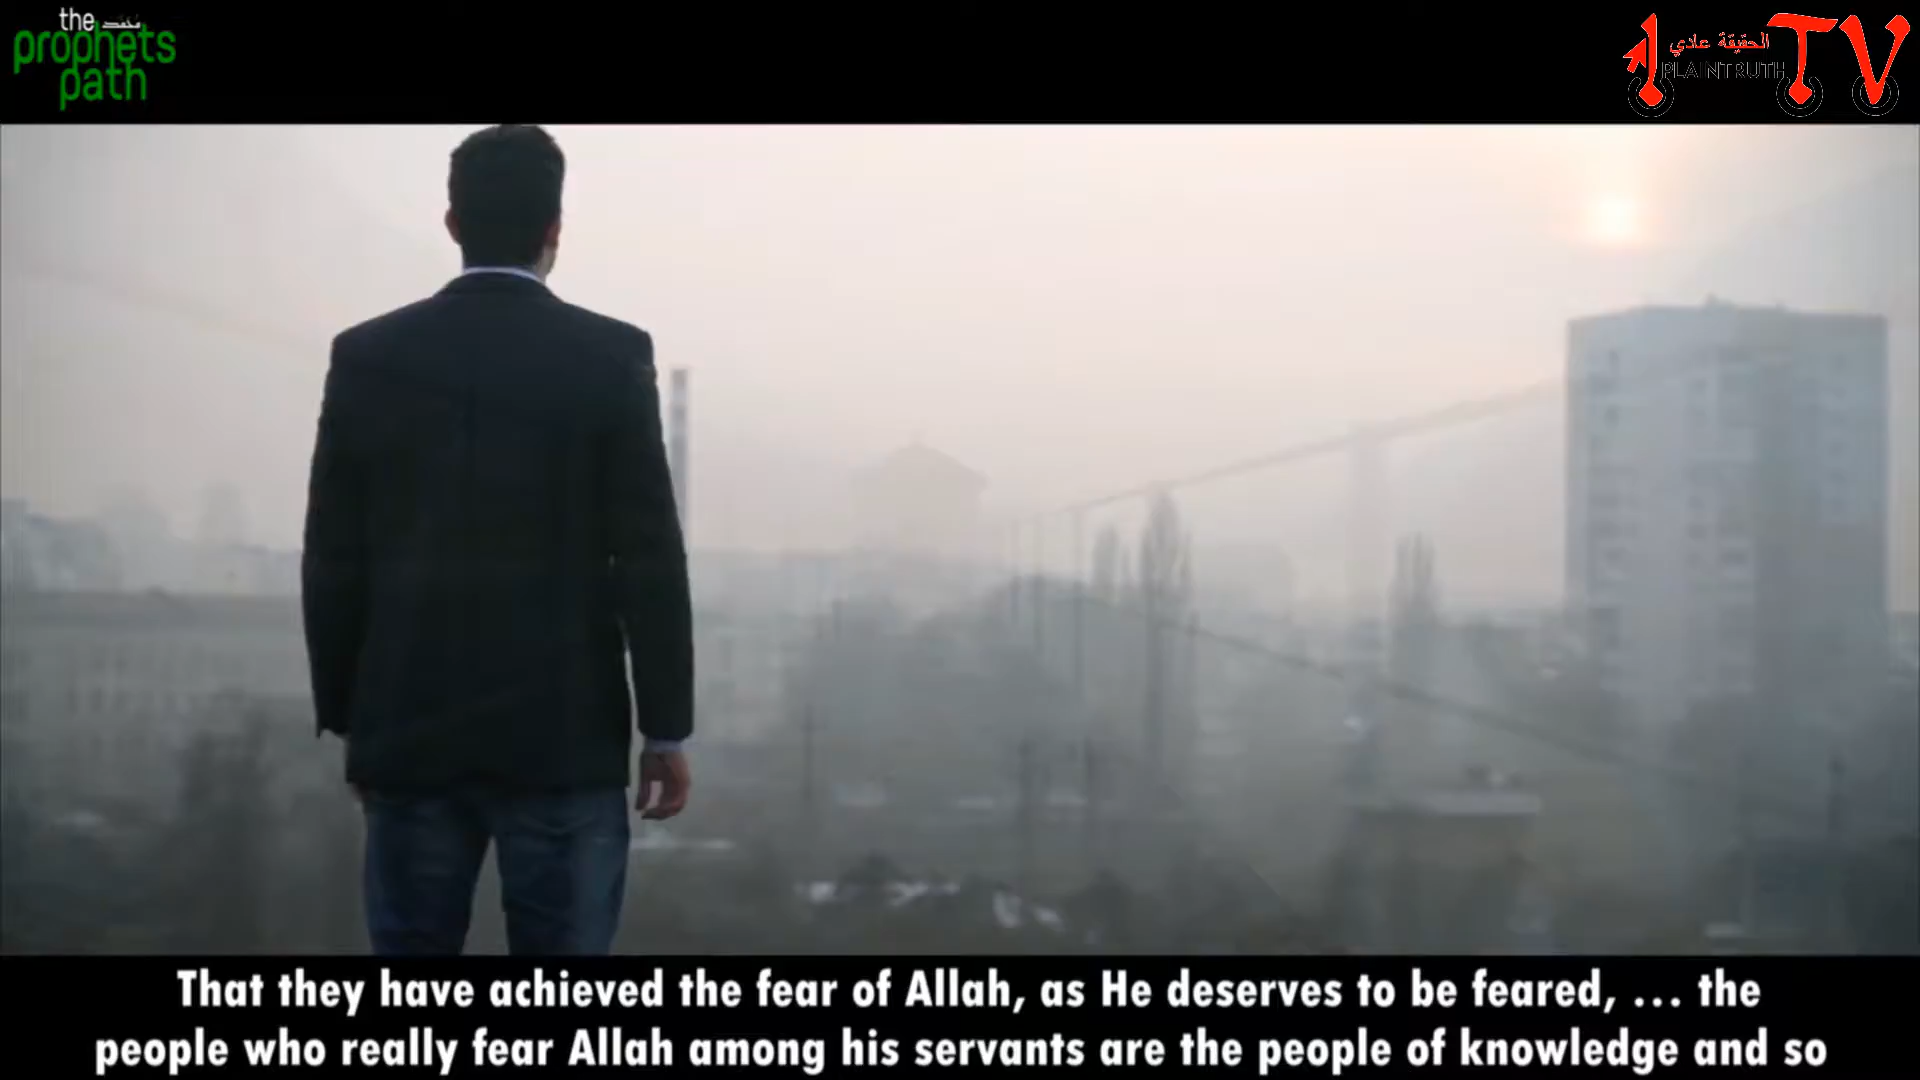 the محمد
prophets
path
الحقيقة عادي
PLAINTRUTH
TV
That they have achieved the fear of Allah, as He deserves to be feared, ... the
people who really fear Allah among his servants are the people of knowledge and so